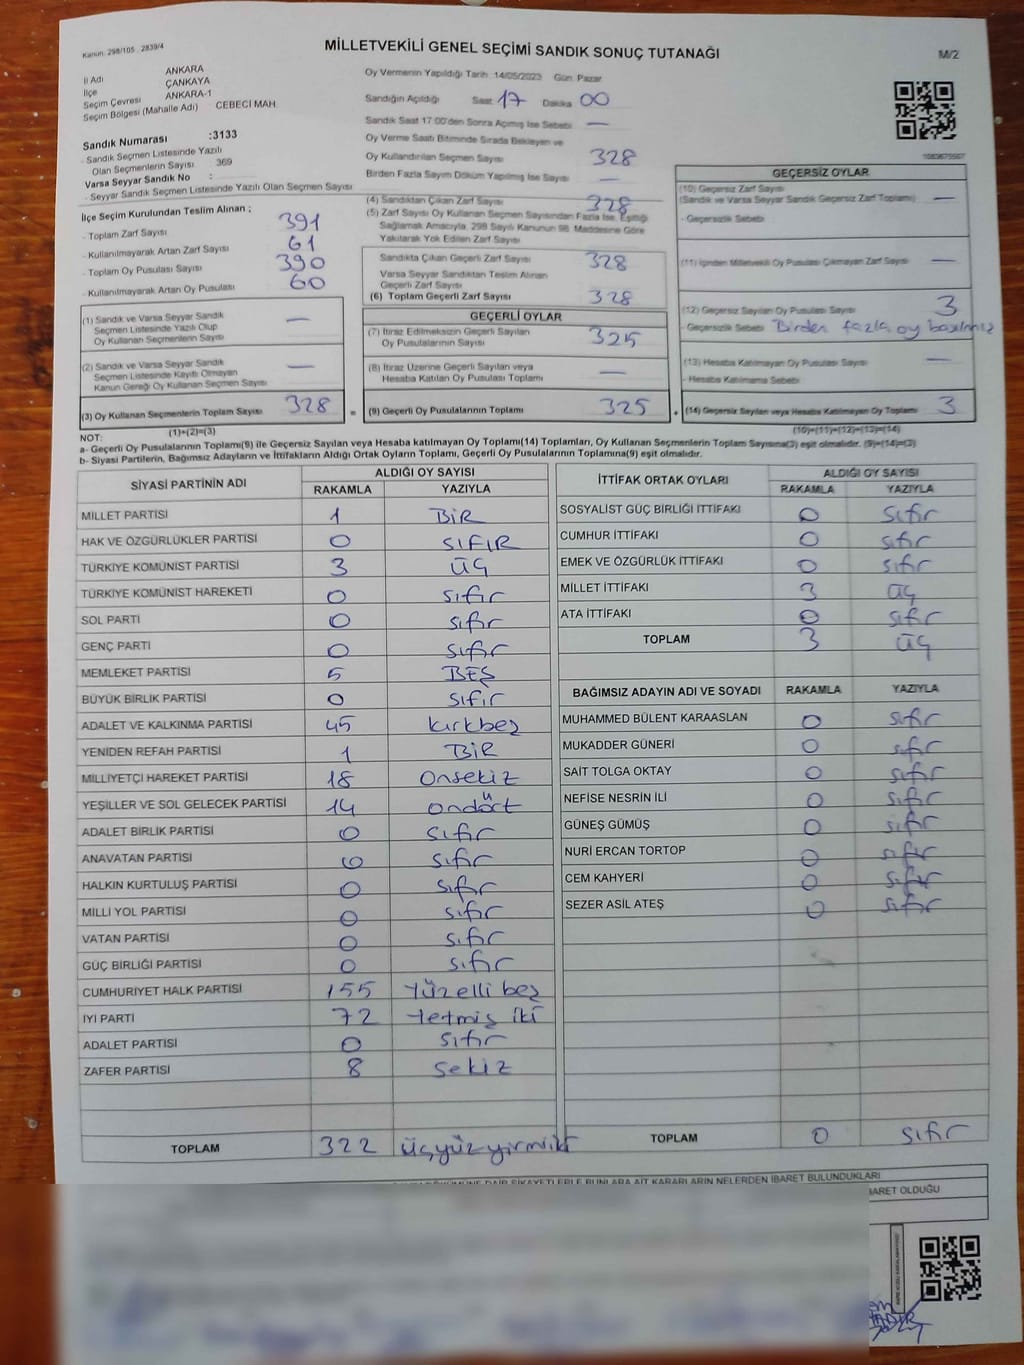 Kanun: 298/105 , 2839/4
MİLLETVEKİLİ GENEL SEÇİMİ SANDIK SONUÇ TUTANAĞI
M/2
İl Adı ANKARA
İlçe ÇANKAYA
Seçim Çevresi ANKARA-1
Seçim Bölgesi (Mahalle Adı) CEBECİ MAH.
Sandık Numarası :3133
- Sandık Seçmen Listesinde Yazılı
Olan Seçmenlerin Sayısı 369
Varsa Seyyar Sandık No :
- Seyyar Sandık Seçmen Listesinde Yazılı Olan Seçmen Sayısı
İlçe Seçim Kurulundan Teslim Alınan ;
- Toplam Zarf Sayısı 391
- Kullanılmayarak Artan Zarf Sayısı 61
- Toplam Oy Pusulası Sayısı 390
- Kullanılmayarak Artan Oy Pusulası 60
Oy Vermenin Yapıldığı Tarih :14/05/2023 Gün: Pazar
Sandığın Açıldığı Saat 17 Dakika 00
Sandık Saat 17:00'den Sonra Açılmış İse Sebebi —
Oy Verme Saati Bitiminde Sırada Bekleyen ve
Oy Kullandırılan Seçmen Sayısı 328
Birden Fazla Sayım Döküm Yapılmış İse Sayısı —
(4) Sandıktan Çıkan Zarf Sayısı 328
(5) Zarf Sayısı Oy Kullanan Seçmen Sayısından Fazla İse, Eşitliği
Sağlamak Amacıyla, 298 Sayılı Kanunun 98. Maddesine Göre
Yakılarak Yok Edilen Zarf Sayısı
Sandıkta Çıkan Geçerli Zarf Sayısı 328
Varsa Seyyar Sandıktan Teslim Alınan
Geçerli Zarf Sayısı
(6) Toplam Geçerli Zarf Sayısı 328
GEÇERSİZ OYLAR
(10) Geçersiz Zarf Sayısı
(Sandık ve Varsa Seyyar Sandık Geçersiz Zarf Toplamı) —
- Geçersizlik Sebebi
(11) İçinden Milletvekili Oy Pusulası Çıkmayan Zarf Sayısı —
(12) Geçersiz Sayılan Oy Pusulası Sayısı 3
- Geçersizlik Sebebi Birden fazla oy basılmış
(13) Hesaba Katılmayan Oy Pusulası Sayısı —
- Hesaba Katılmama Sebebi
(14) Geçersiz Sayılan veya Hesaba Katılmayan Oy Toplamı 3
(10)+(11)+(12)+(13)=(14)
(1) Sandık ve Varsa Seyyar Sandık
Seçmen Listesinde Yazılı Olup
Oy Kullanan Seçmen Sayısı —
(2) Sandık ve Varsa Seyyar Sandık
Seçmen Listesinde Kayıtlı Olmayan
Kanun Gereği Oy Kullanan Seçmen Sayısı —
(3) Oy Kullanan Seçmenlerin Toplam Sayısı 328 =
(1)+(2)=(3)
GEÇERLİ OYLAR
(7) İtiraz Edilmeksizin Geçerli Sayılan
Oy Pusulalarının Sayısı 325
(8) İtiraz Üzerine Geçerli Sayılan veya
Hesaba Katılan Oy Pusulası Toplamı —
(9) Geçerli Oy Pusulalarının Toplamı 325 +
NOT:
a- Geçerli Oy Pusulalarının Toplamı(9) ile Geçersiz Sayılan veya Hesaba katılmayan Oy Toplamı(14) Toplamları, Oy Kullanan Seçmenlerin Toplam Sayısına(3) eşit olmalıdır. (9)+(14)=(3)
b- Siyasi Partilerin, Bağımsız Adayların ve İttifakların Aldığı Ortak Oyların Toplamı, Geçerli Oy Pusulalarının Toplamına(9) eşit olmalıdır.
SİYASİ PARTİNİN ADI ALDIĞI OY SAYISI
RAKAMLA YAZIYLA
MİLLET PARTİSİ 1 BİR
HAK VE ÖZGÜRLÜKLER PARTİSİ 0 SIFIR
TÜRKİYE KOMÜNİST PARTİSİ 3 ÜÇ
TÜRKİYE KOMÜNİST HAREKETİ 0 sıfır
SOL PARTİ 0 sıfır
GENÇ PARTİ 0 sıfır
MEMLEKET PARTİSİ 5 BEŞ
BÜYÜK BİRLİK PARTİSİ 0 sıfır
ADALET VE KALKINMA PARTİSİ 45 kırkbeş
YENİDEN REFAH PARTİSİ 1 BİR
MİLLİYETÇİ HAREKET PARTİSİ 18 Onsekiz
YEŞİLLER VE SOL GELECEK PARTİSİ 14 ondört
ADALET BİRLİK PARTİSİ 0 sıfır
ANAVATAN PARTİSİ 0 sıfır
HALKIN KURTULUŞ PARTİSİ 0 sıfır
MİLLİ YOL PARTİSİ 0 sıfır
VATAN PARTİSİ 0 sıfır
GÜÇ BİRLİĞİ PARTİSİ 0 sıfır
CUMHURİYET HALK PARTİSİ 155 Yüzelli beş
İYİ PARTİ 72 Yetmiş iki
ADALET PARTİSİ 0 sıfır
ZAFER PARTİSİ 8 sekiz
TOPLAM 322 üçyüz yirmiiki
İTTİFAK ORTAK OYLARI ALDIĞI OY SAYISI
RAKAMLA YAZIYLA
SOSYALİST GÜÇ BİRLİĞİ İTTİFAKI 0 sıfır
CUMHUR İTTİFAKI 0 sıfır
EMEK VE ÖZGÜRLÜK İTTİFAKI 0 sıfır
MİLLET İTTİFAKI 3 üç
ATA İTTİFAKI 0 sıfır
TOPLAM 3 üç
BAĞIMSIZ ADAYIN ADI VE SOYADI RAKAMLA YAZIYLA
MUHAMMED BÜLENT KARAASLAN 0 sıfır
MUKADDER GÜNERİ 0 sıfır
SAİT TOLGA OKTAY 0 sıfır
NEFİSE NESRİN İLİ 0 sıfır
GÜNEŞ GÜMÜŞ 0 sıfır
NURİ ERCAN TORTOP 0 sıfır
CEM KAHYERİ 0 sıfır
SEZER ASİL ATEŞ 0 sıfır
TOPLAM 0 sıfır
DAİR ŞİKAYETLERLE BUNLARA AİT KARARLARIN NELERDEN İBARET BULUNDUKLARI
İBARET OLDUĞU